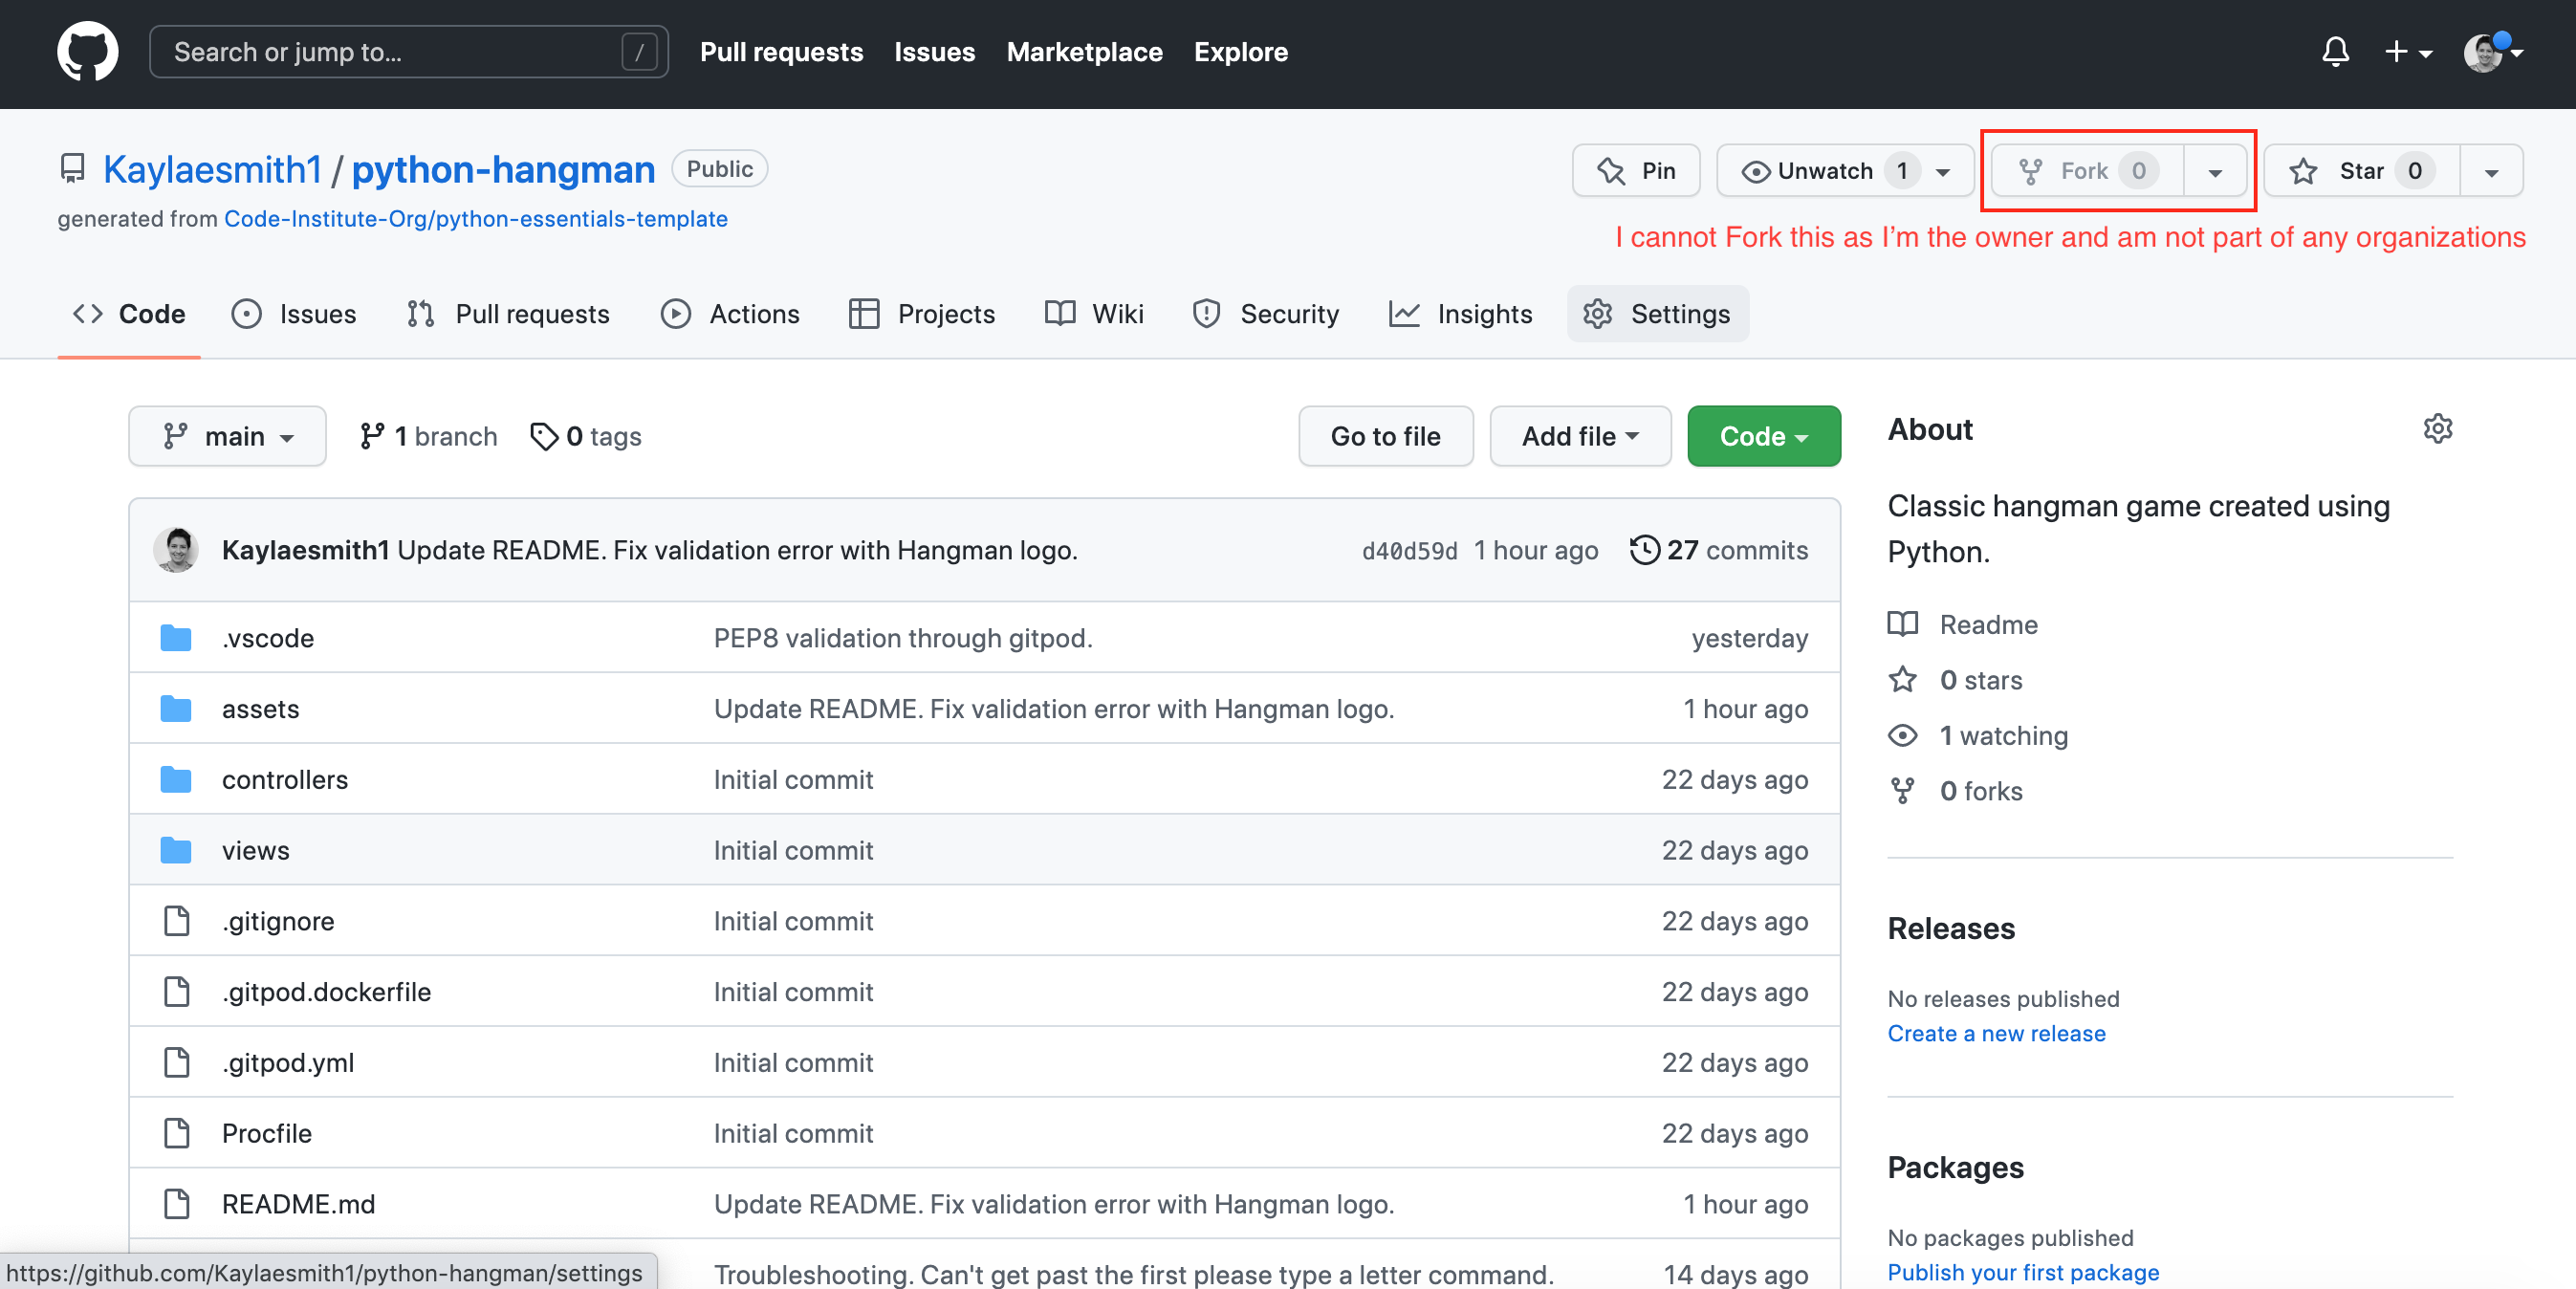 Search or jump to... /
Pull requests Issues Marketplace Explore
Kaylaesmith1 / python-hangman Public
Pin Unwatch 1 Fork 0 Star 0
generated from Code-Institute-Org/python-essentials-template
I cannot Fork this as I’m the owner and am not part of any organizations
Code Issues Pull requests Actions Projects Wiki Security Insights Settings
main 1 branch 0 tags Go to file Add file Code
Kaylaesmith1 Update README. Fix validation error with Hangman logo. d40d59d 1 hour ago 27 commits
.vscode PEP8 validation through gitpod. yesterday
assets Update README. Fix validation error with Hangman logo. 1 hour ago
controllers Initial commit 22 days ago
views Initial commit 22 days ago
.gitignore Initial commit 22 days ago
.gitpod.dockerfile Initial commit 22 days ago
.gitpod.yml Initial commit 22 days ago
Procfile Initial commit 22 days ago
README.md Update README. Fix validation error with Hangman logo. 1 hour ago
Troubleshooting. Can't get past the first please type a letter command. 14 days ago
About
Classic hangman game created using
Python.
Readme
0 stars
1 watching
0 forks
Releases
No releases published
Create a new release
Packages
No packages published
Publish your first package
https://github.com/Kaylaesmith1/python-hangman/settings